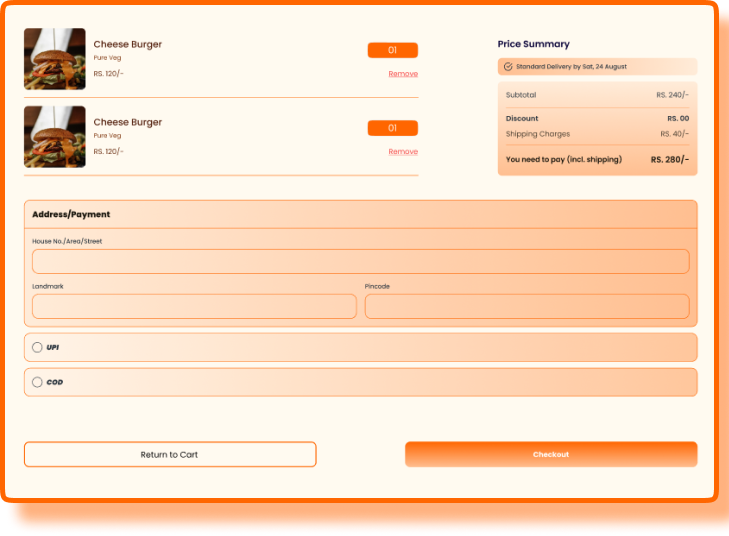 Cheese Burger
Pure Veg
RS. 120/-
01
Remove
Cheese Burger
Pure Veg
RS. 120/-
01
Remove
Price Summary
Standard Delivery by Sat, 24 August
Subtotal RS. 240/-
Discount RS. 00
Shipping Charges RS. 40/-
You need to pay (incl. shipping) RS. 280/-
Address/Payment
House No./Area/Street
Landmark Pincode
UPI
COD
Return to Cart Checkout